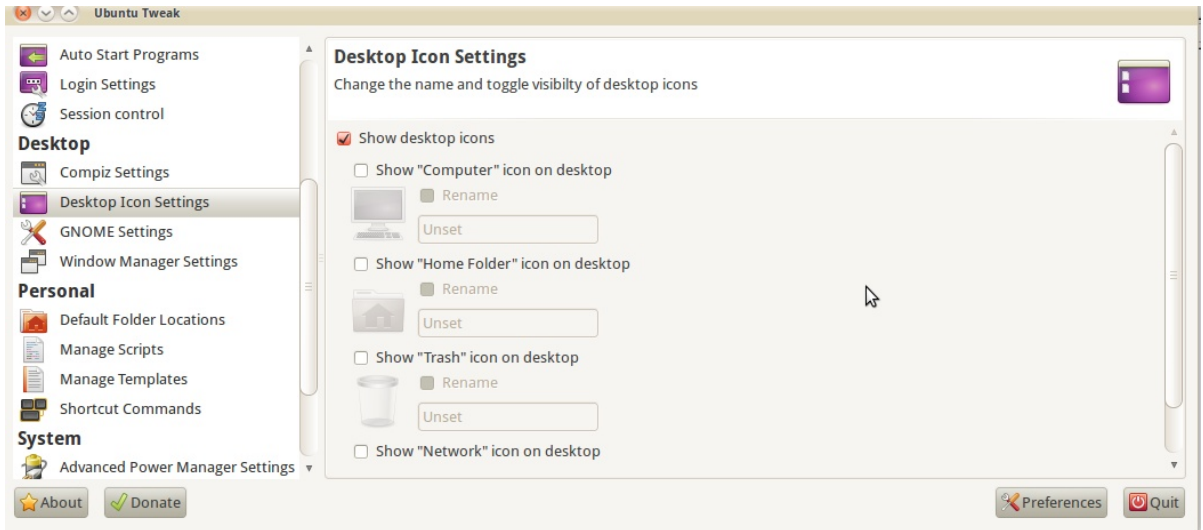 Ubuntu Tweak
Auto Start Programs
Login Settings
Session control
Desktop
Compiz Settings
Desktop Icon Settings
GNOME Settings
Window Manager Settings
Personal
Default Folder Locations
Manage Scripts
Manage Templates
Shortcut Commands
System
Advanced Power Manager Settings
Desktop Icon Settings
Change the name and toggle visibilty of desktop icons
Show desktop icons
Show "Computer" icon on desktop
Rename
Unset
Show "Home Folder" icon on desktop
Rename
Unset
Show "Trash" icon on desktop
Rename
Unset
Show "Network" icon on desktop
About
Donate
Preferences
Quit